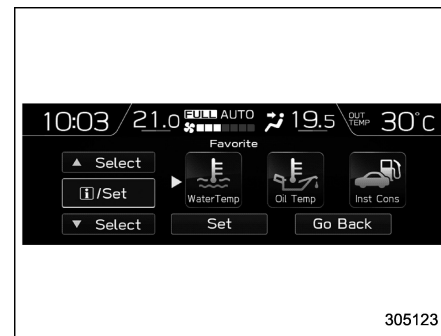 10:03 21.0 FULL AUTO 19.5 OUT TEMP 30°C
Favorite
▲ Select
i/Set
▼ Select
WaterTemp Oil Temp Inst Cons
Set Go Back
305123